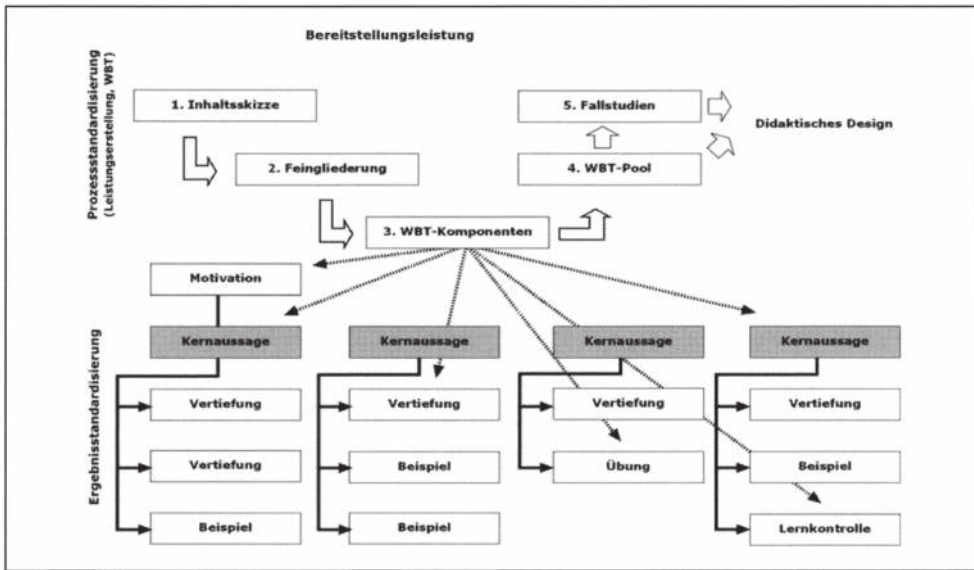 Bereitstellungsleistung
Prozessstandardisierung
(Leistungserstellung, WBT)
1. Inhaltsskizze
5. Fallstudien
Didaktisches Design
2. Feingliederung
4. WBT-Pool
3. WBT-Komponenten
Motivation
Ergebnisstandardisierung
Kernaussage
Kernaussage
Kernaussage
Kernaussage
Vertiefung
Vertiefung
Vertiefung
Vertiefung
Vertiefung
Beispiel
Übung
Beispiel
Beispiel
Beispiel
Lernkontrolle